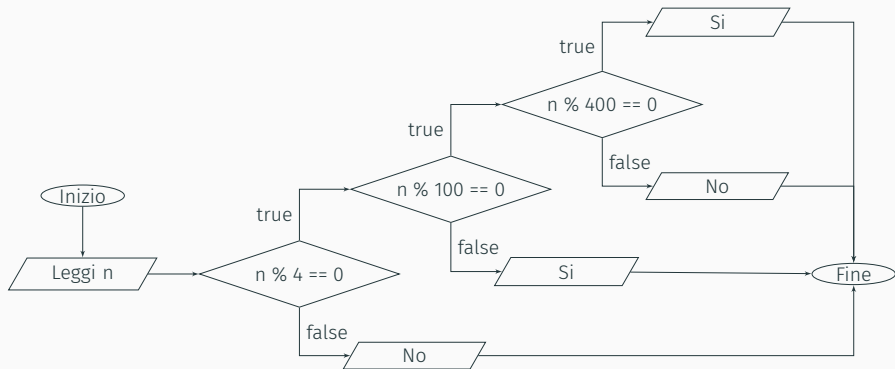 Si
true
n % 400 == 0
true
false
n % 100 == 0
No
Inizio
true
false
Leggi n
n % 4 == 0
Si
Fine
false
No